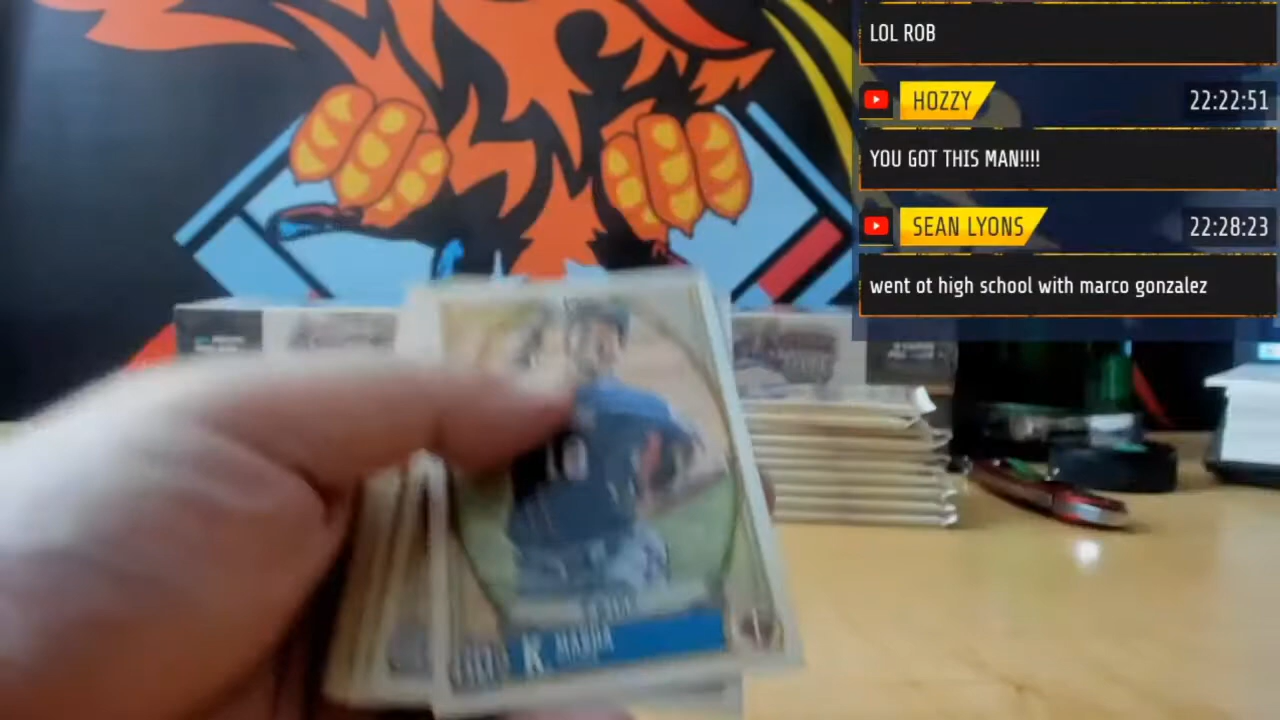 LOL ROB
HOZZY
22:22:51
YOU GOT THIS MAN!!!!
SEAN LYONS
22:28:23
went ot high school with marco gonzalez
K